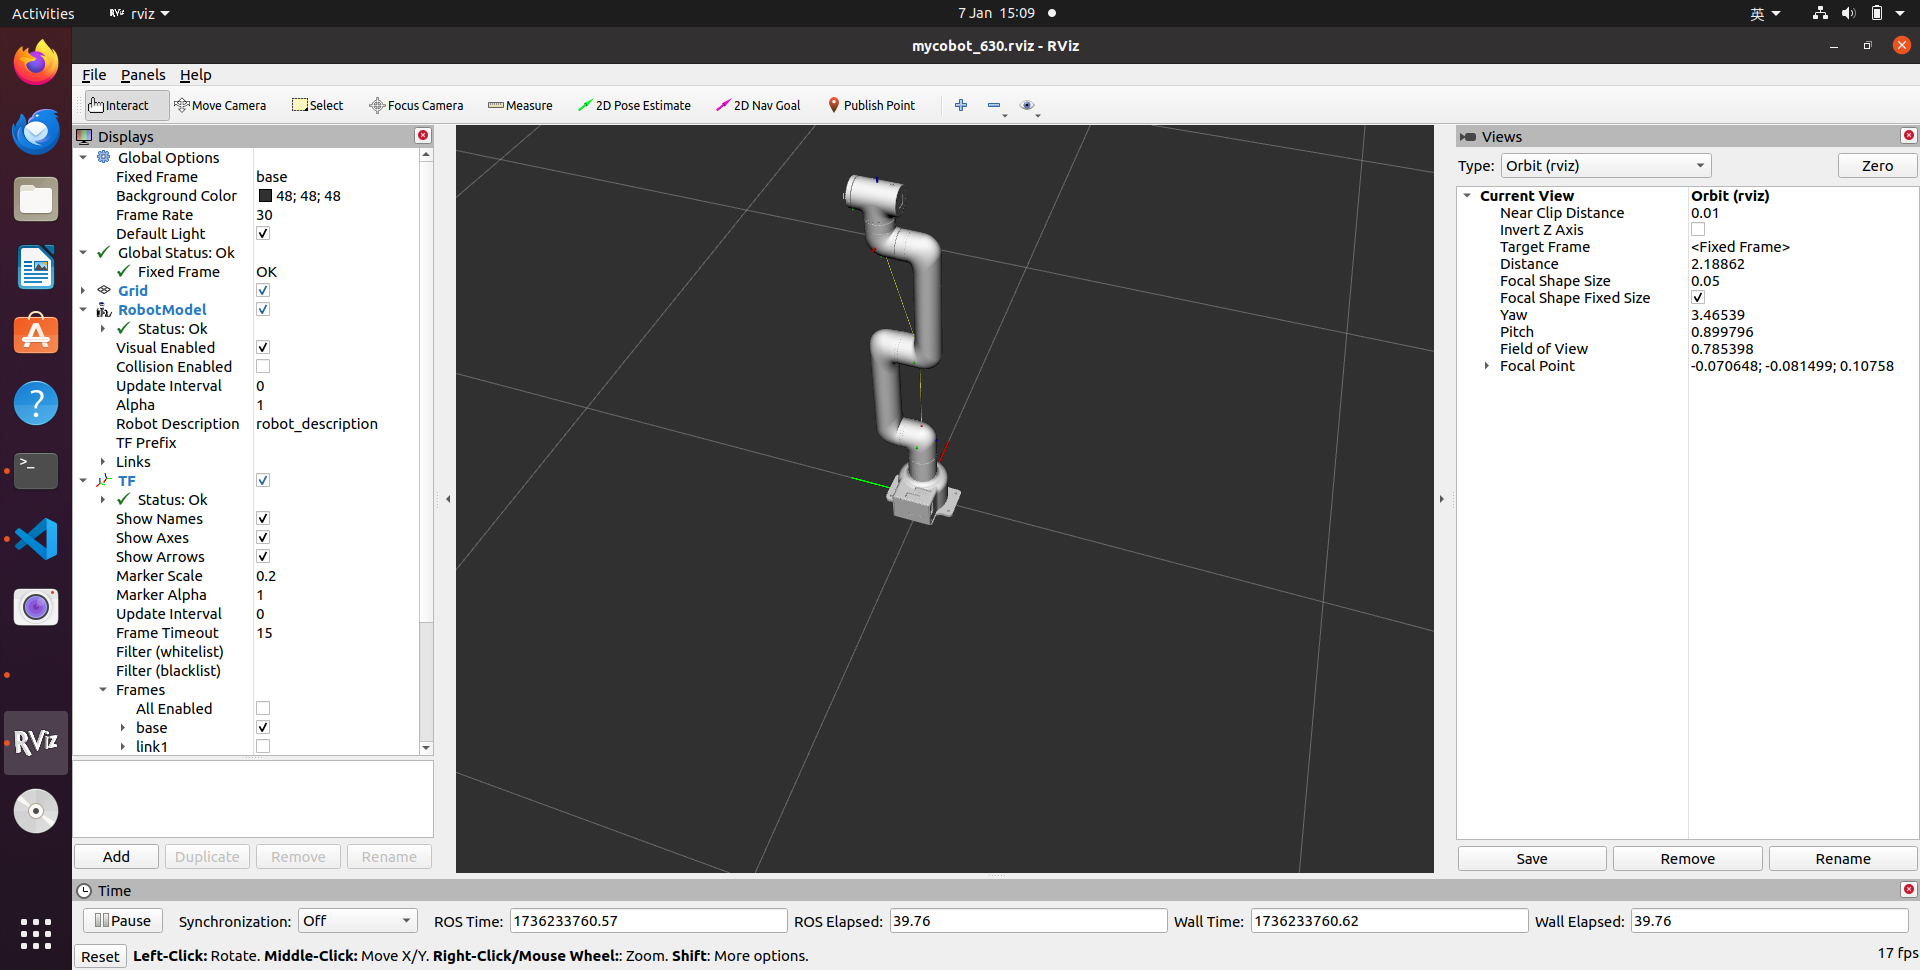 Activities
RViz rviz
7 Jan 15:09
英
mycobot_630.rviz - RViz
File Panels Help
Interact Move Camera Select Focus Camera Measure 2D Pose Estimate 2D Nav Goal Publish Point
Displays
Global Options
Fixed Frame base
Background Color 48; 48; 48
Frame Rate 30
Default Light
Global Status: Ok
Fixed Frame OK
Grid
RobotModel
Status: Ok
Visual Enabled
Collision Enabled
Update Interval 0
Alpha 1
Robot Description robot_description
TF Prefix
Links
TF
Status: Ok
Show Names
Show Axes
Show Arrows
Marker Scale 0.2
Marker Alpha 1
Update Interval 0
Frame Timeout 15
Filter (whitelist)
Filter (blacklist)
Frames
All Enabled
base
link1
Add Duplicate Remove Rename
Views
Type: Orbit (rviz) Zero
Current View Orbit (rviz)
Near Clip Distance 0.01
Invert Z Axis
Target Frame <Fixed Frame>
Distance 2.18862
Focal Shape Size 0.05
Focal Shape Fixed Size
Yaw 3.46539
Pitch 0.899796
Field of View 0.785398
Focal Point -0.070648; -0.081499; 0.10758
Save Remove Rename
RViz
Time
Pause Synchronization: Off ROS Time: 1736233760.57 ROS Elapsed: 39.76 Wall Time: 1736233760.62 Wall Elapsed: 39.76
Reset Left-Click: Rotate. Middle-Click: Move X/Y. Right-Click/Mouse Wheel:: Zoom. Shift: More options. 17 fps